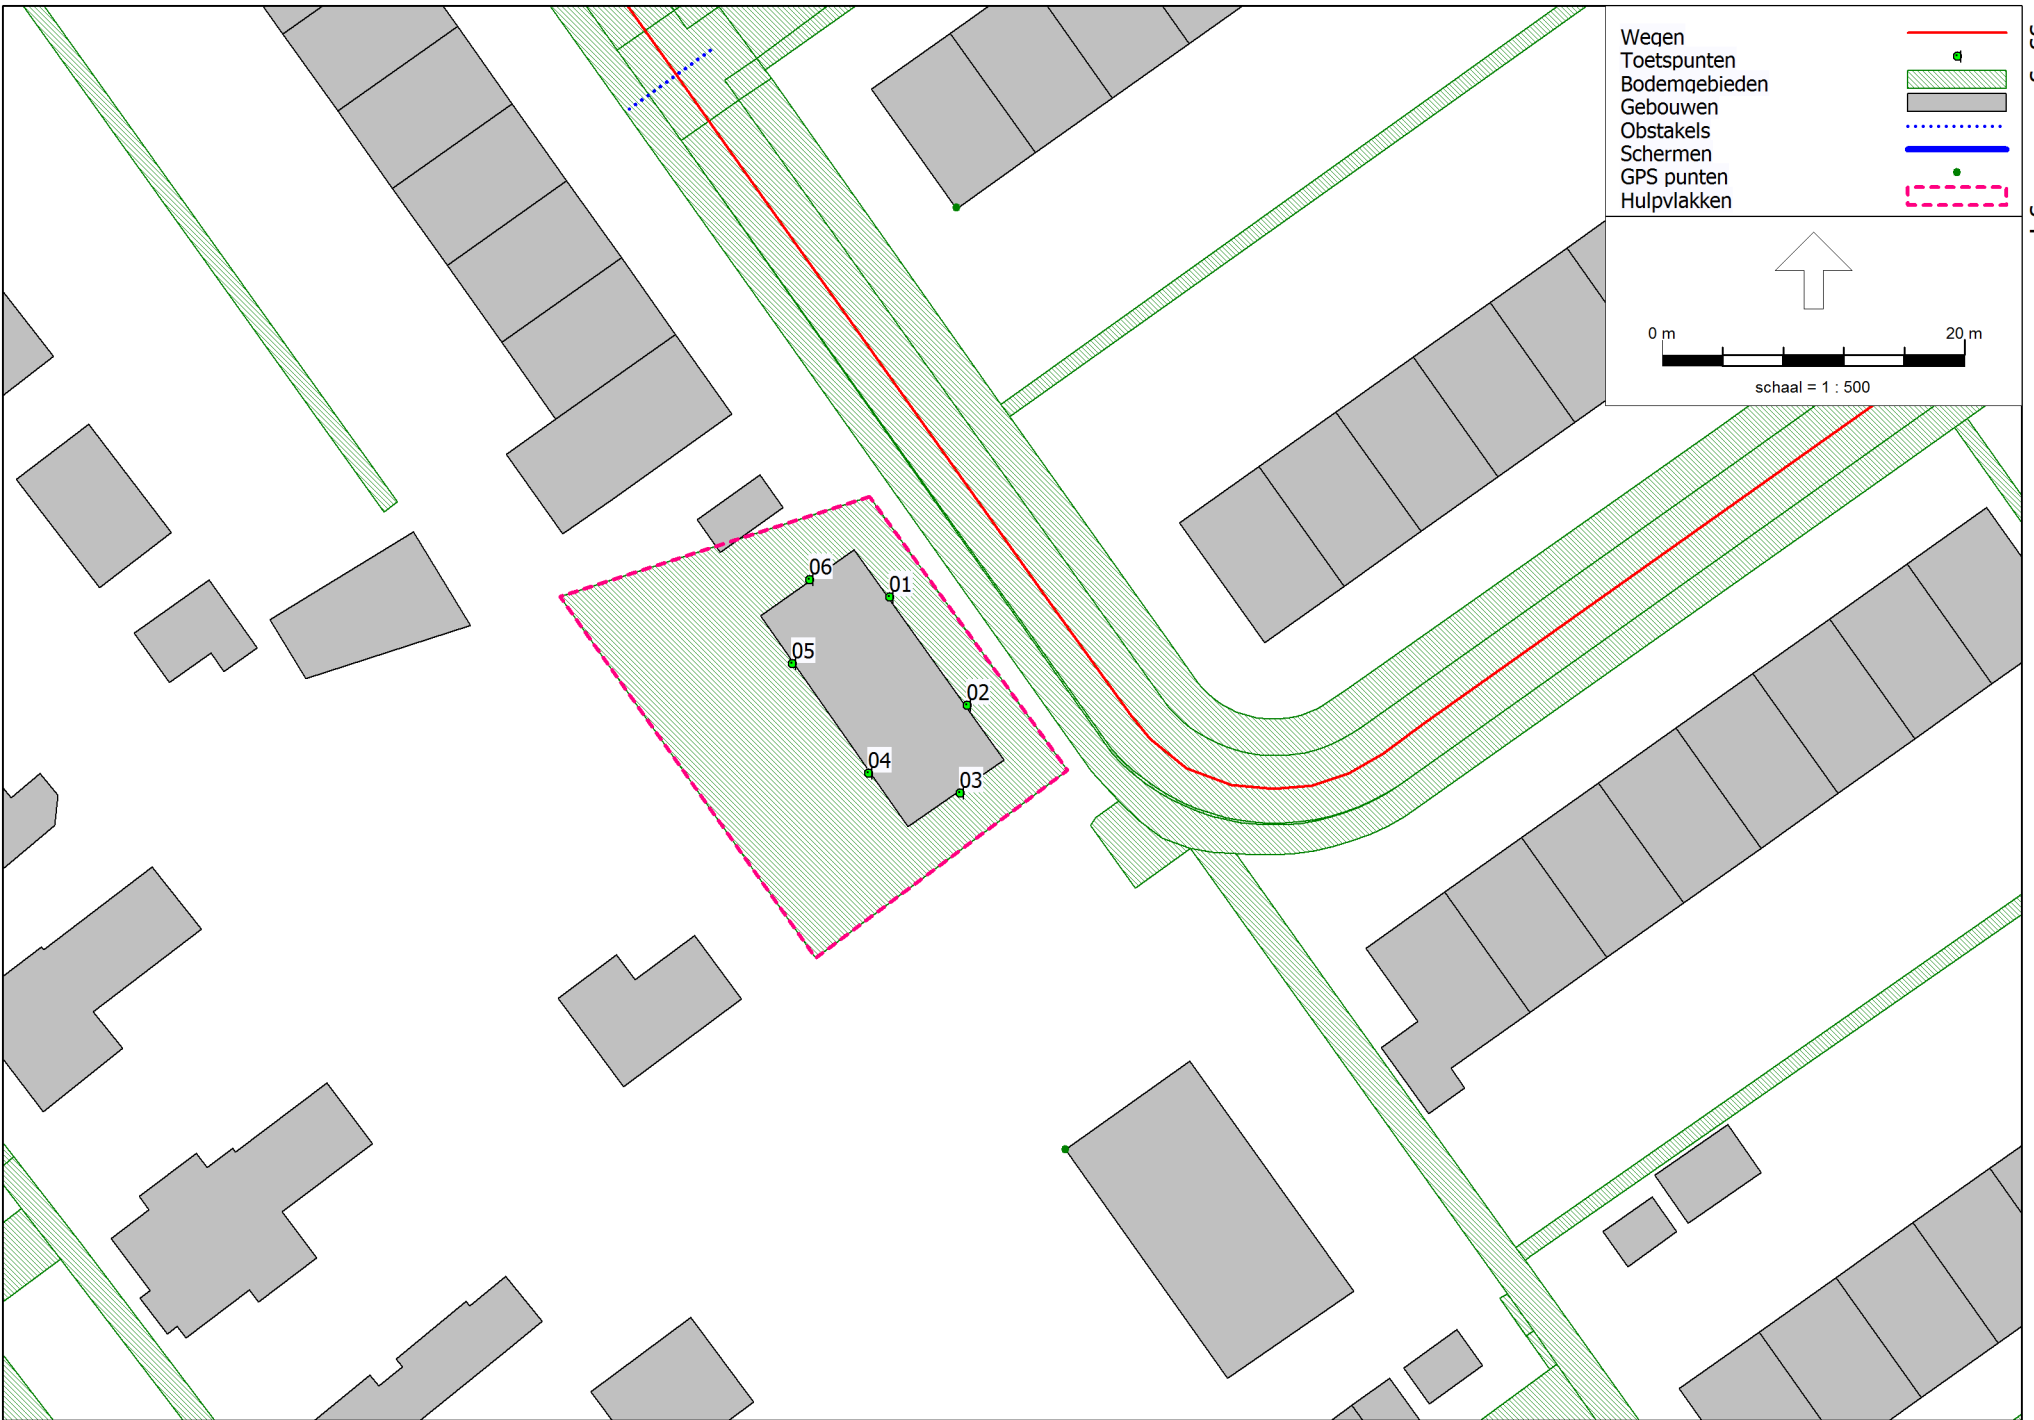 Wegen
Toetspunten
Bodemgebieden
Gebouwen
Obstakels
Schermen
GPS punten
Hulpvlakken
0 m 20 m
schaal = 1 : 500
06
01
05
02
04
03